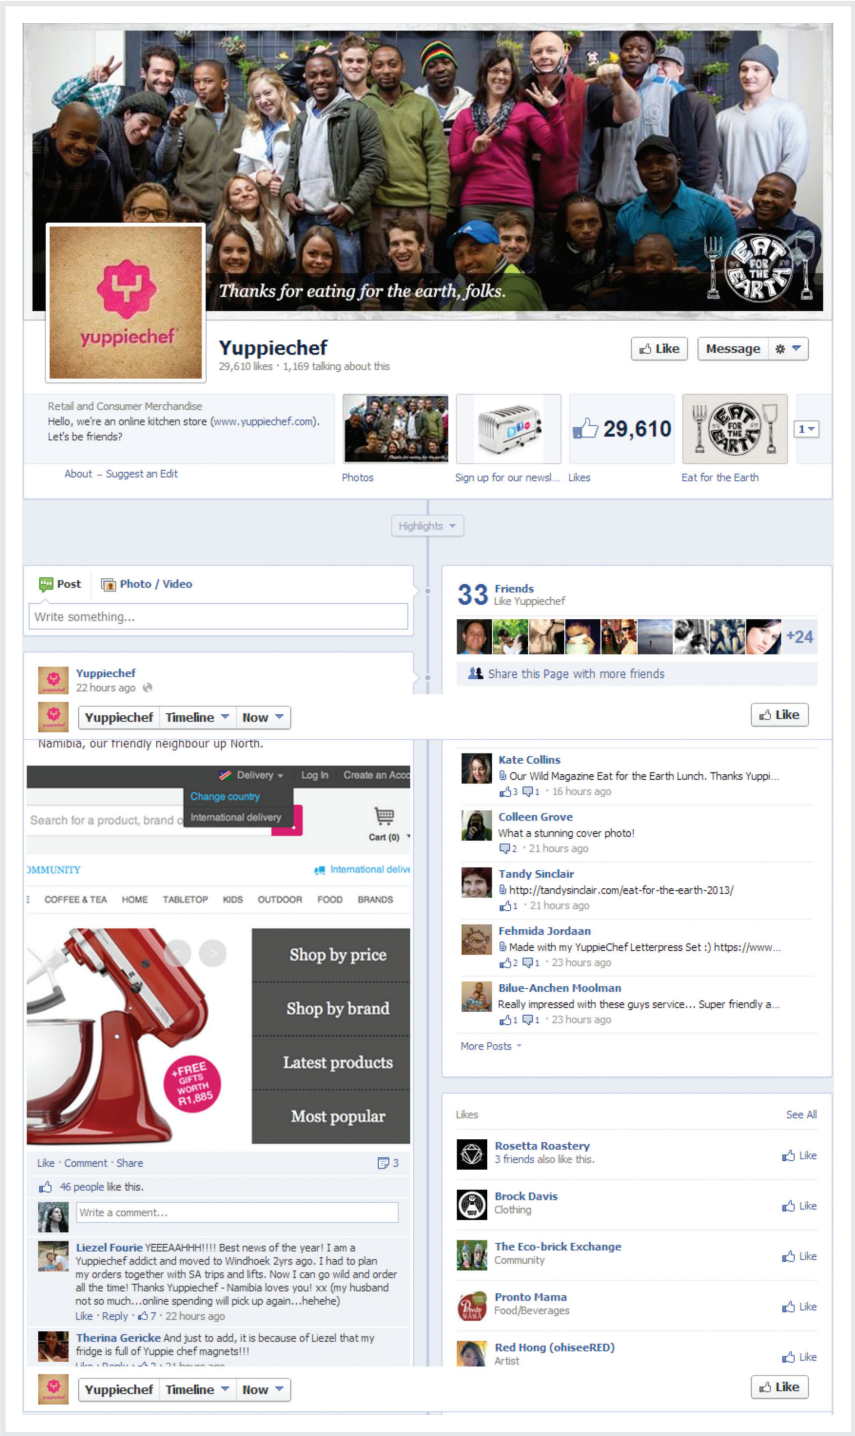 Thanks for eating for the earth, folks.
EAT
FOR
THE
EARTH
yuppiechef
Yuppiechef
29,610 likes · 1,169 talking about this
Like
Message
Retail and Consumer Merchandise
Hello, we're an online kitchen store (www.yuppiechef.com).
Let's be friends?
About – Suggest an Edit
29,610
EAT
FOR
THE
EARTH
1
Photos
Sign up for our newsl...
Likes
Eat for the Earth
Highlights
Post
Photo / Video
Write something...
33 Friends
Like Yuppiechef
+24
Share this Page with more friends
Yuppiechef
22 hours ago
Yuppiechef Timeline Now
Like
Namibia, our friendly neighbour up North.
Delivery Log In Create an Acco
Change country
International delivery
Search for a product, brand o
Cart (0)
OMMUNITY
International delive
E COFFEE & TEA HOME TABLETOP KIDS OUTDOOR FOOD BRANDS
Shop by price
Shop by brand
Latest products
Most popular
+FREE
GIFTS
WORTH
R1,885
Like · Comment · Share
3
46 people like this.
Write a comment...
Liezel Fourie YEEEAAHHH!!!! Best news of the year! I am a
Yuppiechef addict and moved to Windhoek 2yrs ago. I had to plan
my orders together with SA trips and lifts. Now I can go wild and order
all the time! Thanks Yuppiechef - Namibia loves you! xx (my husband
not so much...online spending will pick up again...hehehe)
Like · Reply · 7 · 22 hours ago
Therina Gericke And just to add, it is because of Liezel that my
fridge is full of Yuppie chef magnets!!!
Like · Reply · 2 · 21 hours ago
Kate Collins
Our Wild Magazine Eat for the Earth Lunch. Thanks Yuppi...
3 1 · 16 hours ago
Colleen Grove
What a stunning cover photo!
2 · 21 hours ago
Tandy Sinclair
http://tandysinclair.com/eat-for-the-earth-2013/
1 · 21 hours ago
Fehmida Jordaan
Made with my YuppieChef Letterpress Set :) https://www...
2 1 · 23 hours ago
Bilue-Anchen Moolman
Really impressed with these guys service... Super friendly a...
1 1 · 23 hours ago
More Posts
Likes
See All
Rosetta Roastery
3 friends also like this.
Like
Brock Davis
Clothing
Like
The Eco-brick Exchange
Community
Like
Pronto Mama
Food/Beverages
Like
Red Hong (ohiseeRED)
Artist
Like
Yuppiechef Timeline Now
Like